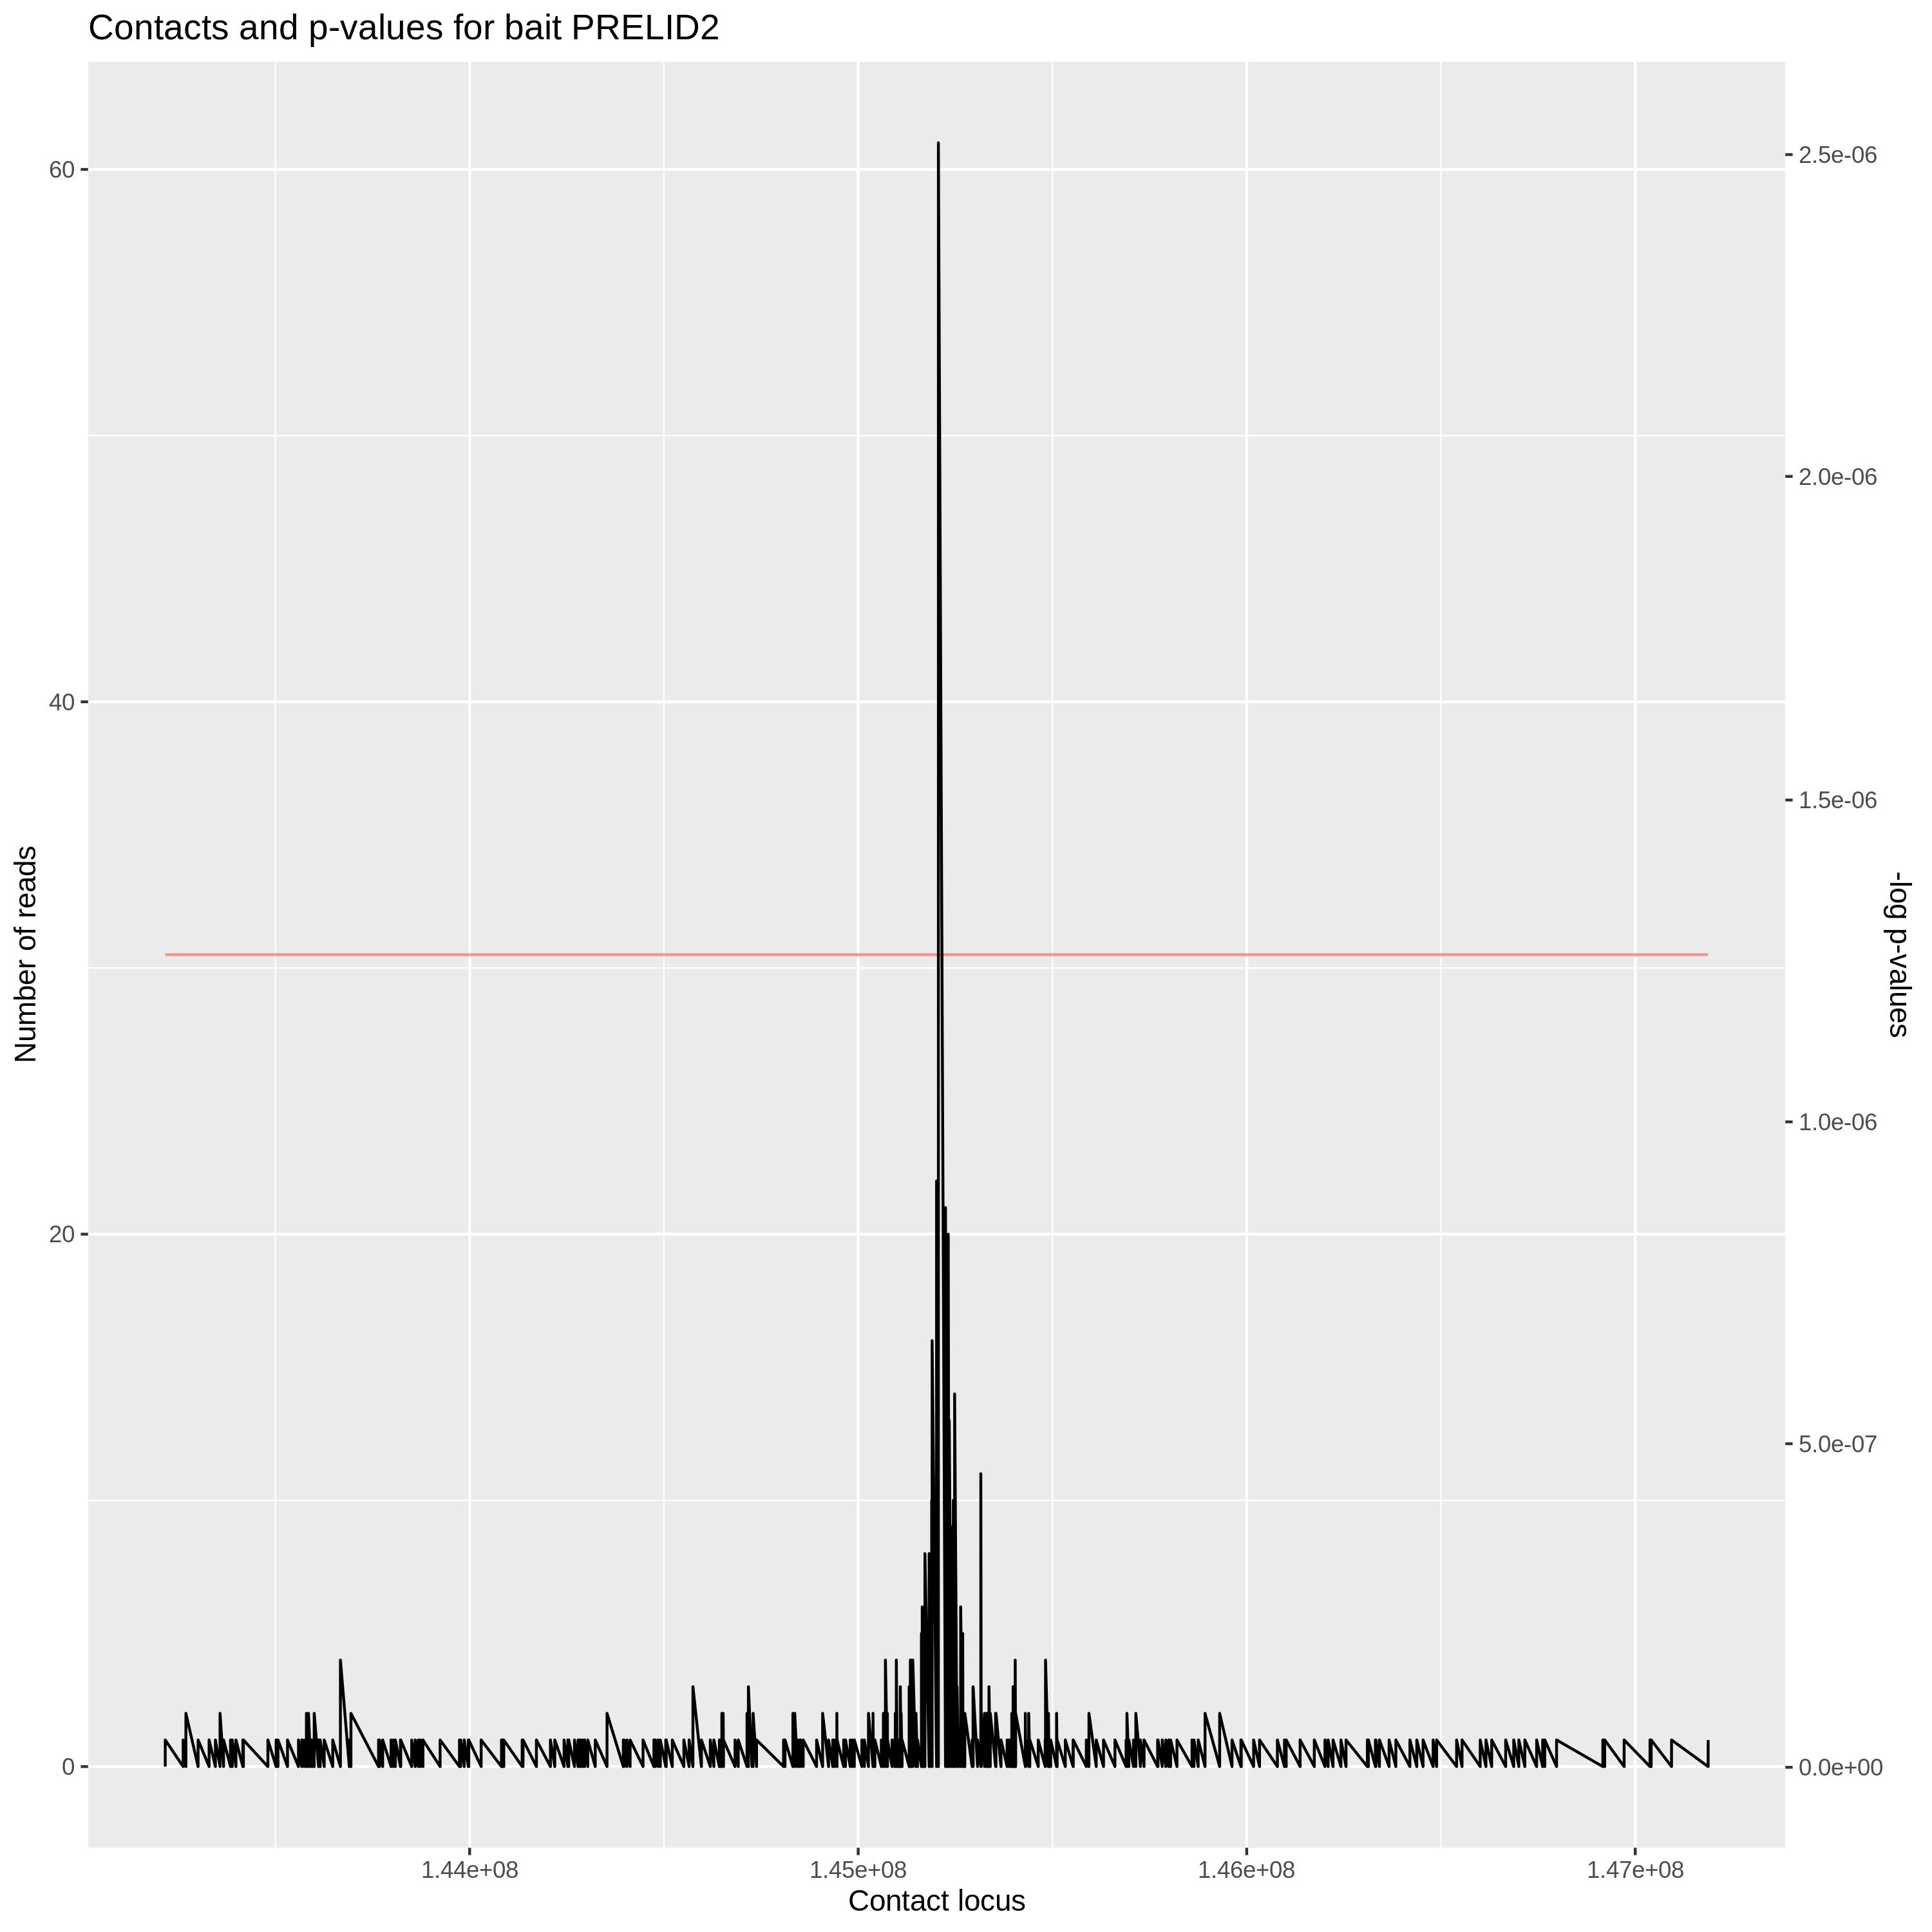 Contacts and p-values for bait PRELID2
60
40
20
0
Number of reads
2.5e-06
2.0e-06
1.5e-06
1.0e-06
5.0e-07
0.0e+00
-log p-values
1.44e+08
1.45e+08
1.46e+08
1.47e+08
Contact locus